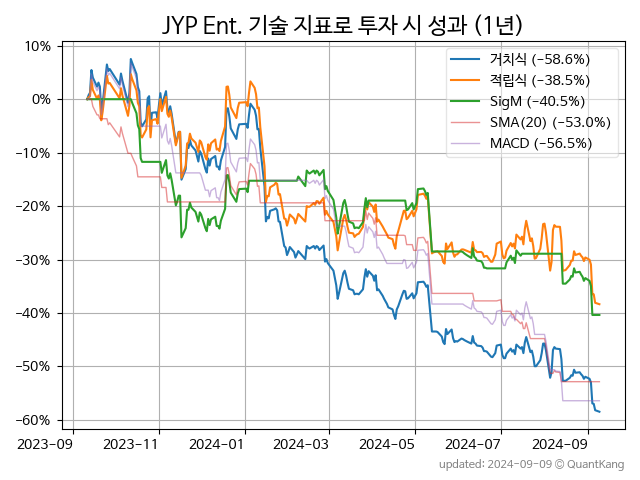 JYP Ent. 기술 지표로 투자 시 성과 (1년)
10%
0%
−10%
−20%
−30%
−40%
−50%
−60%
거치식 (−58.6%)
적립식 (−38.5%)
SigM (−40.5%)
SMA(20) (−53.0%)
MACD (−56.5%)
2023-09
2023-11
2024-01
2024-03
2024-05
2024-07
2024-09
updated: 2024-09-09 © QuantKang